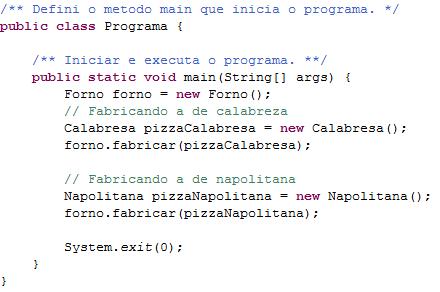 /** Defini o metodo main que inicia o programa. */
public class Programa {
/** Iniciar e executa o programa. **/
public static void main(String[] args) {
Forno forno = new Forno();
// Fabricando a de calabreza
Calabresa pizzaCalabresa = new Calabresa();
forno.fabricar(pizzaCalabresa);
// Fabricando a de napolitana
Napolitana pizzaNapolitana = new Napolitana();
forno.fabricar(pizzaNapolitana);
System.exit(0);
}
}